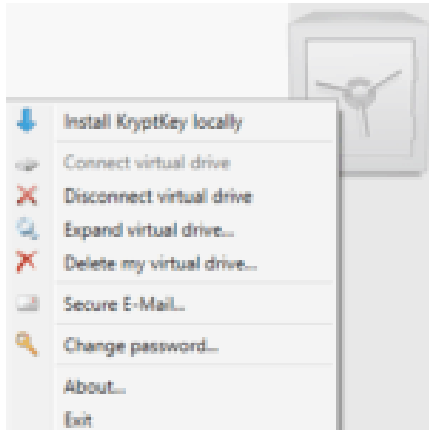 Install KryptKey locally
Connect virtual drive
Disconnect virtual drive
Expand virtual drive...
Delete my virtual drive...
Secure E-Mail...
Change password...
About...
Exit